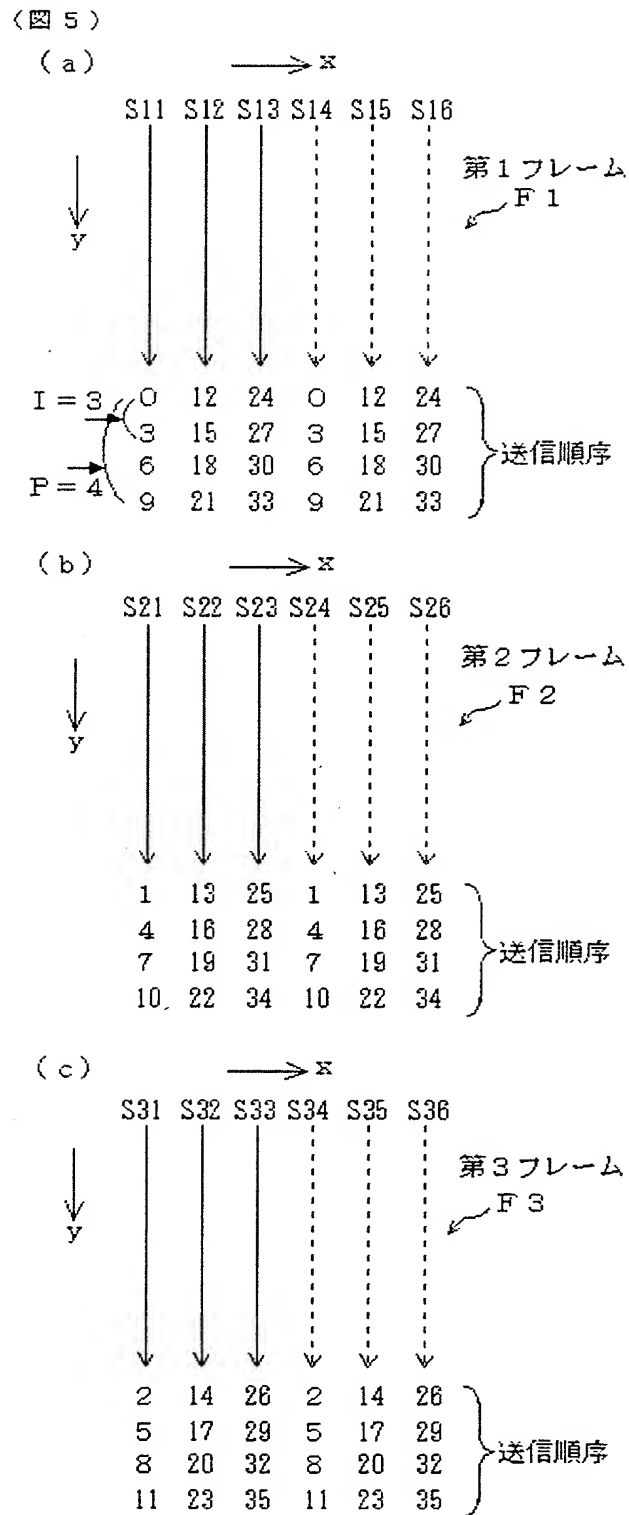 （図５）
（ａ）
ｘ
S11 S12 S13 S14 S15 S16
ｙ
第１フレーム
Ｆ１
0 12 24 0 12 24
3 15 27 3 15 27
6 18 30 6 18 30
9 21 33 9 21 33
Ｉ＝３
Ｐ＝４
送信順序
（ｂ）
ｘ
S21 S22 S23 S24 S25 S26
ｙ
第２フレーム
Ｆ２
1 13 25 1 13 25
4 16 28 4 16 28
7 19 31 7 19 31
10 22 34 10 22 34
送信順序
（ｃ）
ｘ
S31 S32 S33 S34 S35 S36
ｙ
第３フレーム
Ｆ３
2 14 26 2 14 26
5 17 29 5 17 29
8 20 32 8 20 32
11 23 35 11 23 35
送信順序